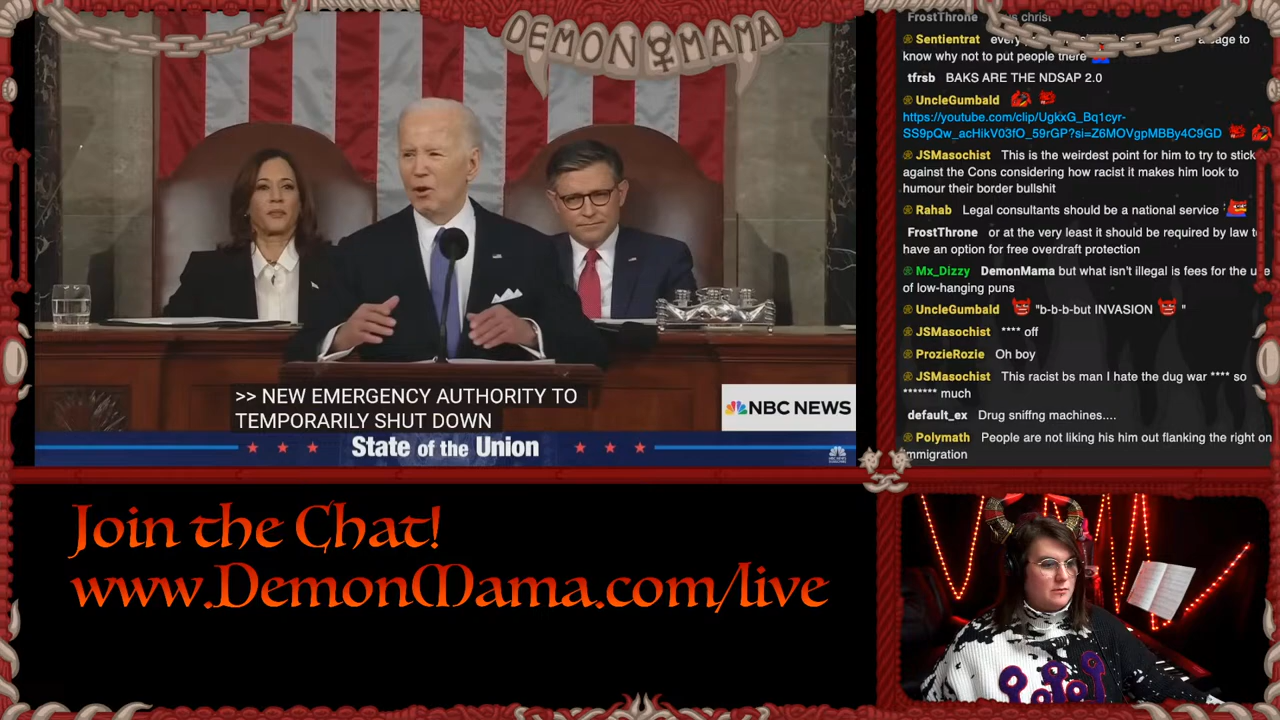 DEMON MAMA
>> NEW EMERGENCY AUTHORITY TO
TEMPORARILY SHUT DOWN
NBC NEWS
State of the Union
Join the Chat!
www.DemonMama.com/live
FrostThrone christ
Sentientrat
know why not to put people there
tfrsb BAKS ARE THE NDSAP 2.0
UncleGumbald
https://youtube.com/clip/UgkxG_Bq1cyr-
SS9pQw_acHikV03fO_59rGP?si=Z6MOVgpMBBy4C9GD
JSMasochist This is the weirdest point for him to try to stick
against the Cons considering how racist it makes him look to
humour their border bullshit
Rahab Legal consultants should be a national service
FrostThrone or at the very least it should be required by law to
have an option for free overdraft protection
Mx_Dizzy DemonMama but what isn't illegal is fees for the use
of low-hanging puns
UncleGumbald "b-b-b-but INVASION "
JSMasochist **** off
ProzieRozie Oh boy
JSMasochist This racist bs man I hate the dug war **** so
******* much
default_ex Drug sniffng machines....
Polymath People are not liking his him out flanking the right on
immigration